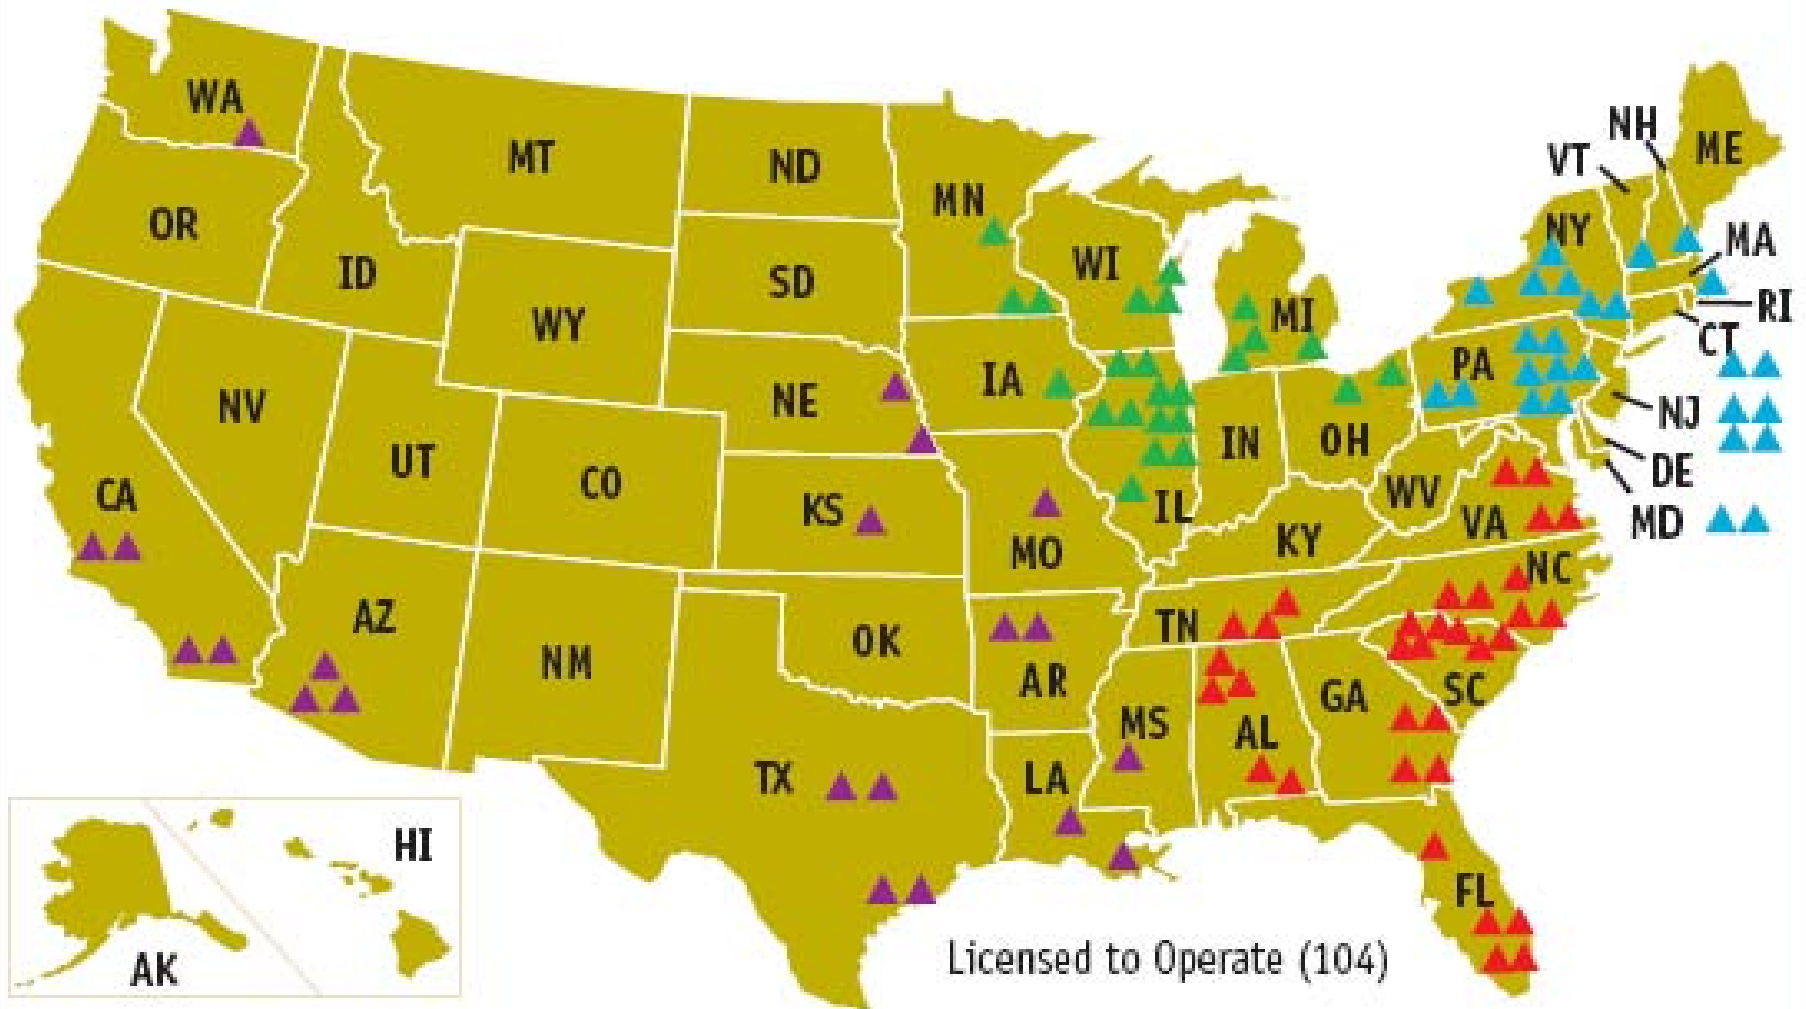 WA
MT
ND
MN
OR
ID
SD
WI
WY
MI
NY
VT
NH
ME
MA
RI
CT
NV
UT
CO
NE
IA
PA
NJ
DE
MD
CA
KS
MO
IL
IN
OH
WV
VA
KY
NC
AZ
NM
OK
AR
TN
SC
GA
AL
MS
TX
LA
FL
HI
AK
Licensed to Operate (104)